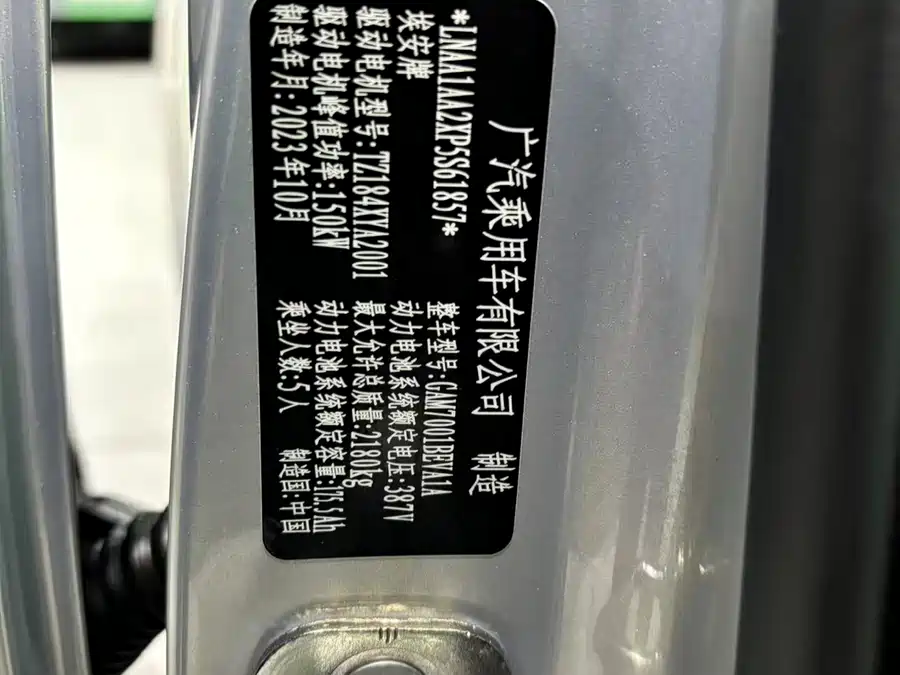 广汽乘用车有限公司 制造
*LNAA1AA2XP5S61857*
埃安牌 整车型号:GAM7001BEVA1A
驱动电机型号:TZ184XYA2001 动力电池系统额定电压:387V
驱动电机峰值功率:150kW 最大允许总质量:2180kg
制造年月:2023年10月 动力电池系统额定容量:175.5Ah
乘坐人数:5人 制造国:中国